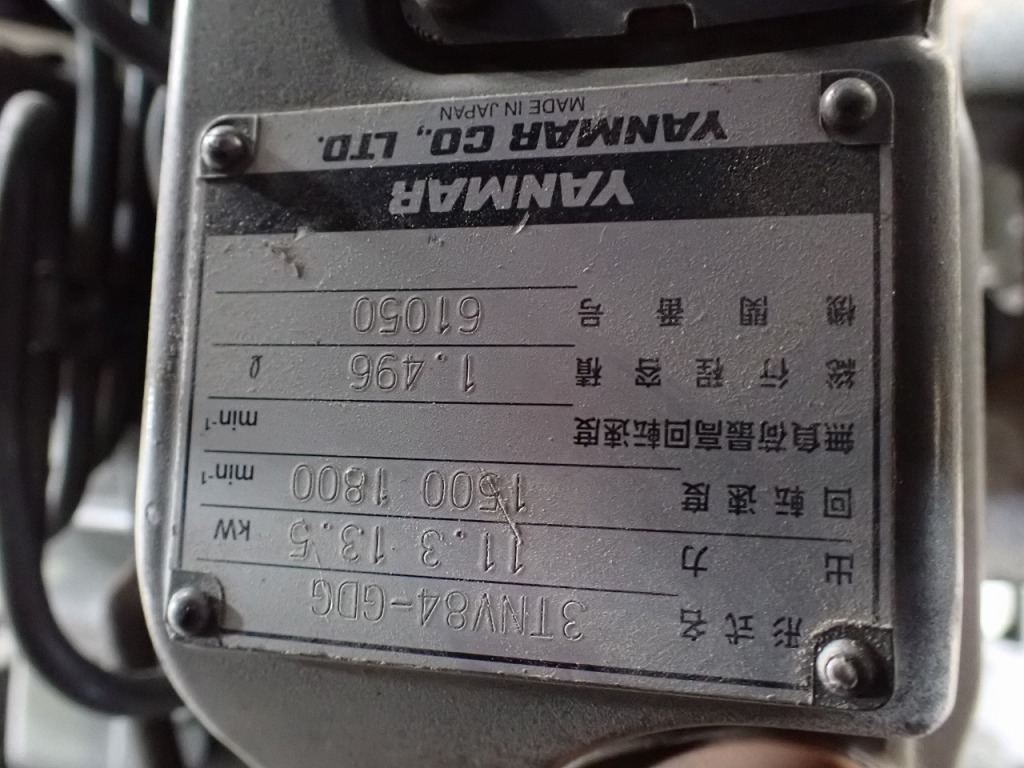 形式名 3TNV84-GDG
出力 11.3 13.5 kW
回転速度 1500 1800 min⁻¹
無負荷最高回転速度 min⁻¹
総行程容積 1.496 ℓ
機関番号 61050
YANMAR
YANMAR CO., LTD.
MADE IN JAPAN